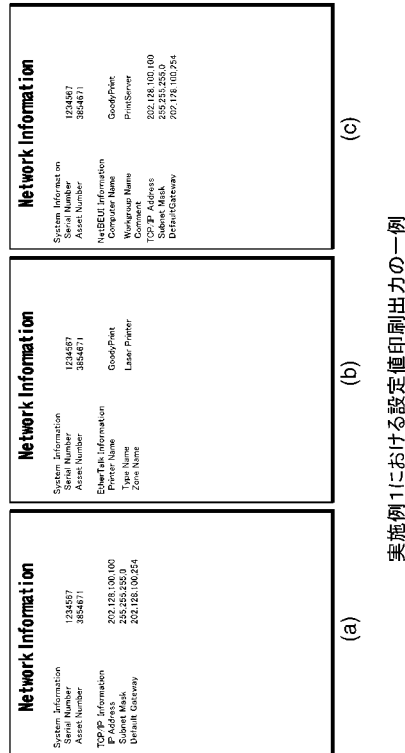 Network Information
System Information
Serial Number 1234567
Asset Number 3854671
TCP/IP Information
IP Address 202.128.100.100
Subnet Mask 255.255.255.0
Default Gateway 202.128.100.254
(a)
Network Information
System Information
Serial Number 1234567
Asset Number 3854671
EtherTalk Information
Printer Name GoodyPrint
Type Name Laser Printer
Zone Name
(b)
Network Information
System Information
Serial Number 1234567
Asset Number 3854671
NetBEUI Information
Computer Name GoodyPrint
Workgroup Name PrintServer
Comment
TCP/IP Address 202.128.100.100
Subnet Mask 255.255.255.0
DefaultGateway 202.178.100.254
(c)
実施例1における設定値印刷出力の一例